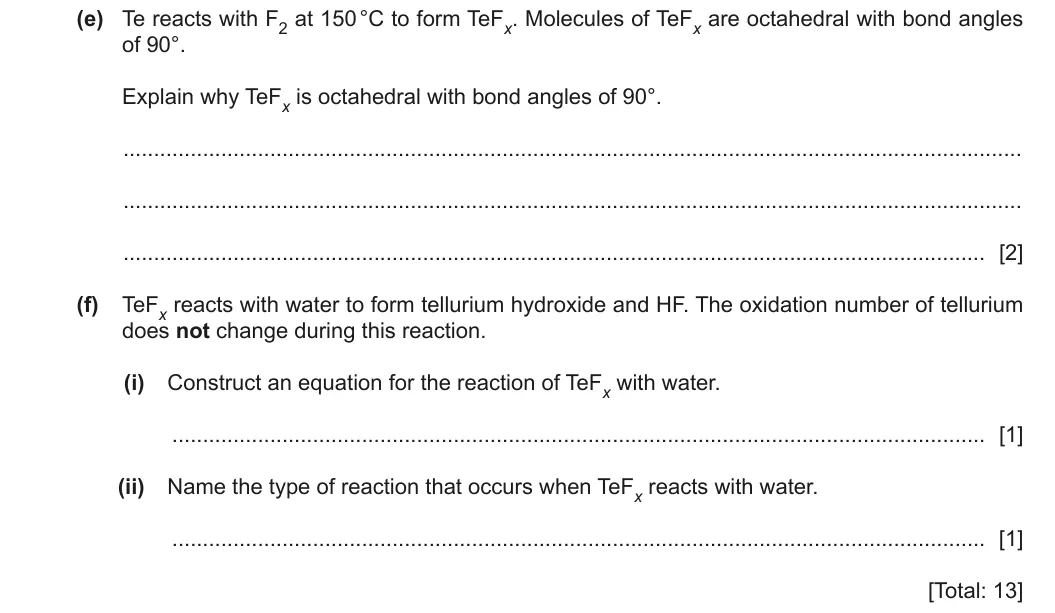 (e) Te reacts with F2 at 150 °C to form TeFx. Molecules of TeFx are octahedral with bond angles
of 90°.
Explain why TeFx is octahedral with bond angles of 90°.
....................................................................................................................................................
....................................................................................................................................................
.............................................................................................................................................. [2]
(f) TeFx reacts with water to form tellurium hydroxide and HF. The oxidation number of tellurium
does not change during this reaction.
(i) Construct an equation for the reaction of TeFx with water.
...................................................................................................................................... [1]
(ii) Name the type of reaction that occurs when TeFx reacts with water.
...................................................................................................................................... [1]
[Total: 13]